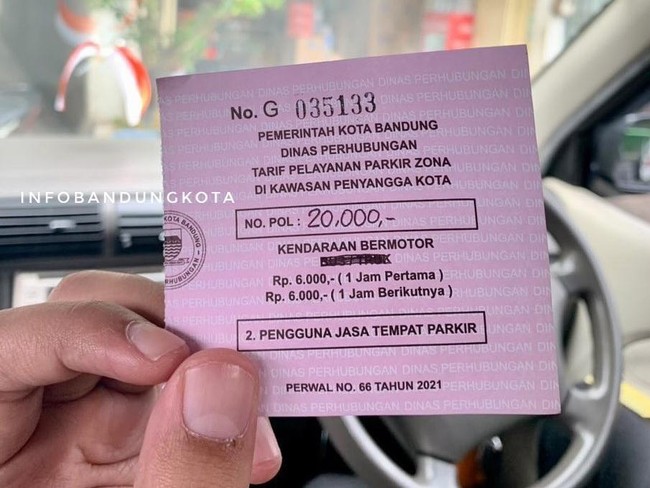 No. G 035133
PEMERINTAH KOTA BANDUNG
DINAS PERHUBUNGAN
TARIF PELAYANAN PARKIR ZONA
DI KAWASAN PENYANGGA KOTA
INFOBANDUNGKOTA
NO. POL : 20,000,-
KENDARAAN BERMOTOR
Rp. 6.000,- ( 1 Jam Pertama )
Rp. 6.000,- ( 1 Jam Berikutnya )
2. PENGGUNA JASA TEMPAT PARKIR
PERWAL NO. 66 TAHUN 2021